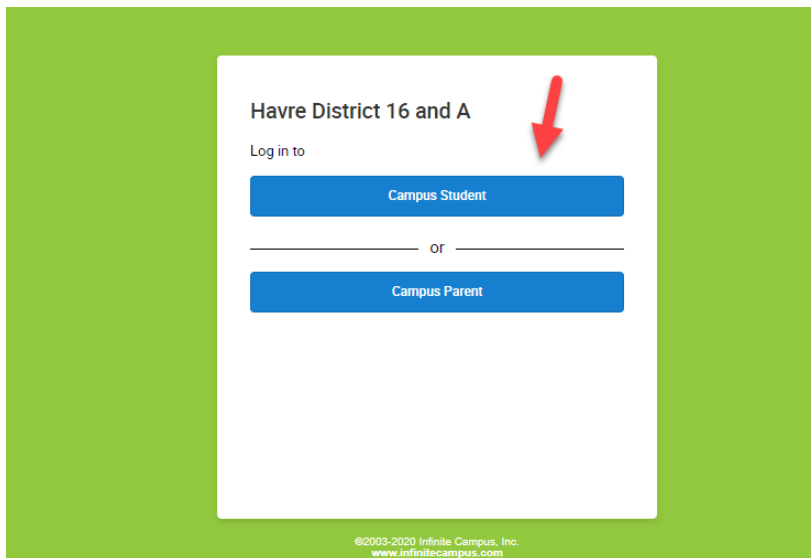 Havre District 16 and A
Log in to
Campus Student
or
Campus Parent
©2003-2020 Infinite Campus, Inc.
www.infinitecampus.com